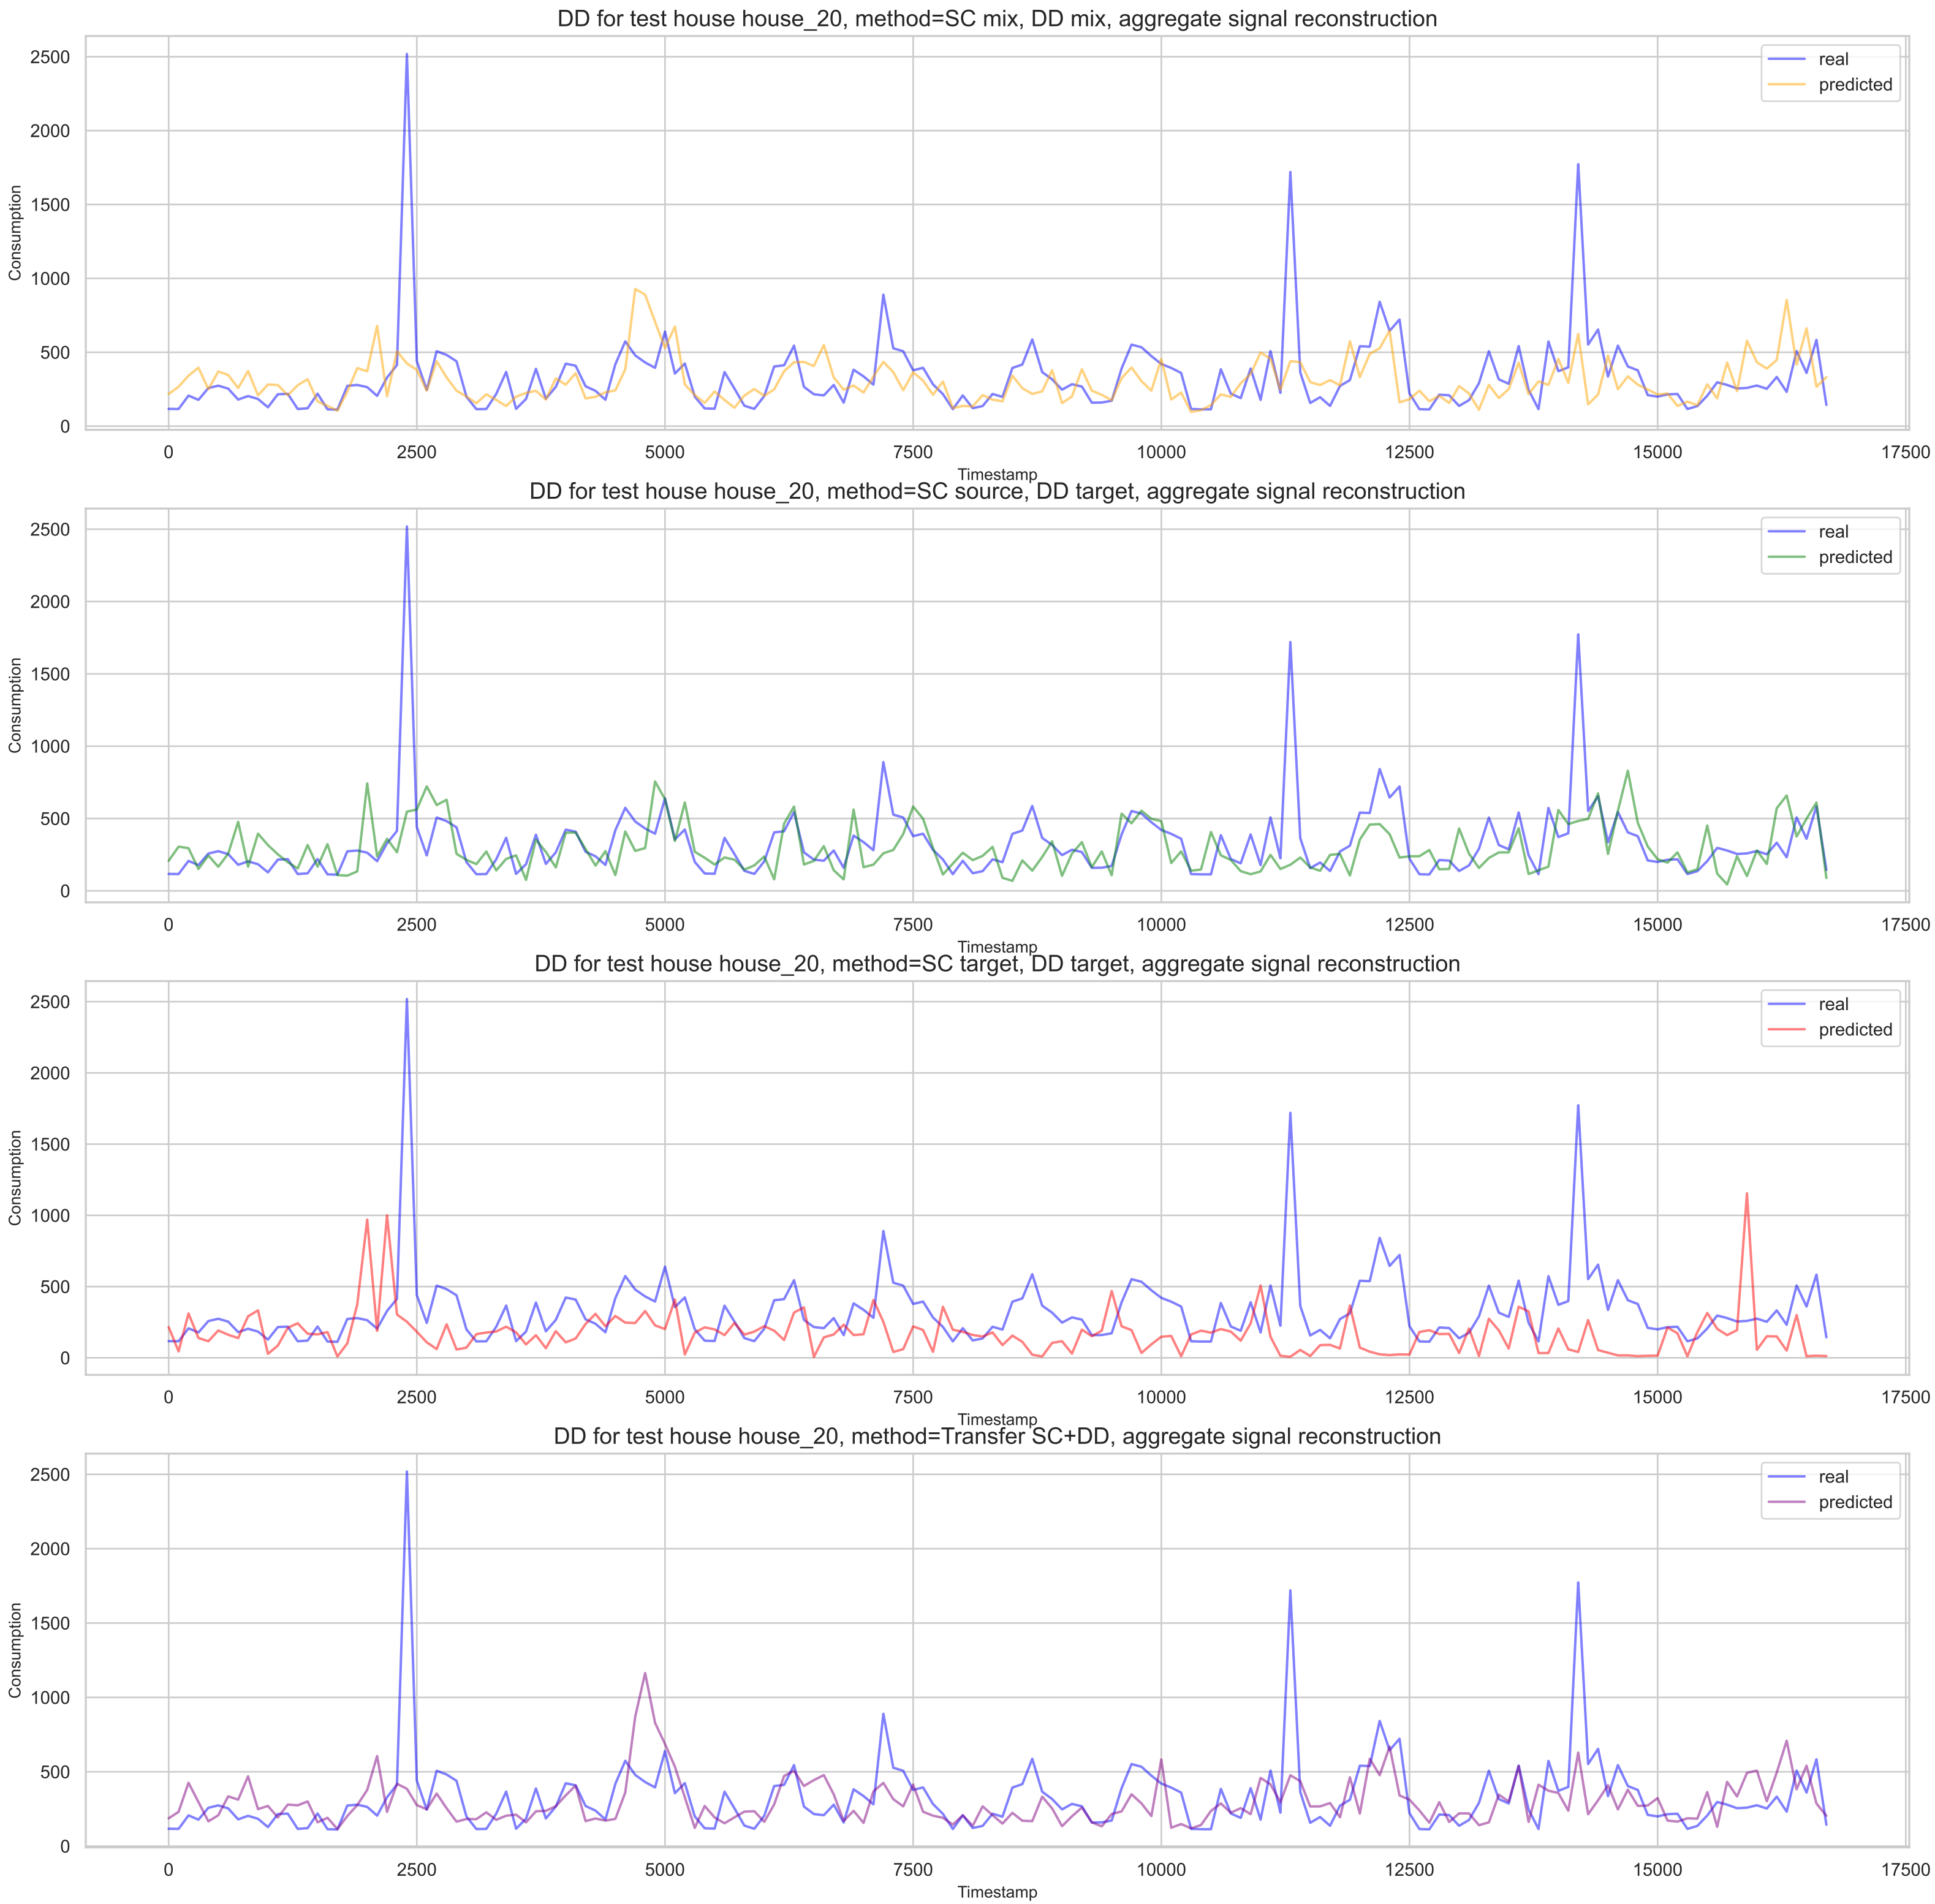 DD for test house house_20, method=SC mix, DD mix, aggregate signal reconstruction
real
predicted
2500
2000
1500
1000
500
0
Consumption
0 2500 5000 7500 10000 12500 15000 17500
Timestamp
DD for test house house_20, method=SC source, DD target, aggregate signal reconstruction
real
predicted
2500
2000
1500
1000
500
0
Consumption
0 2500 5000 7500 10000 12500 15000 17500
Timestamp
DD for test house house_20, method=SC target, DD target, aggregate signal reconstruction
real
predicted
2500
2000
1500
1000
500
0
Consumption
0 2500 5000 7500 10000 12500 15000 17500
Timestamp
DD for test house house_20, method=Transfer SC+DD, aggregate signal reconstruction
real
predicted
2500
2000
1500
1000
500
0
Consumption
0 2500 5000 7500 10000 12500 15000 17500
Timestamp